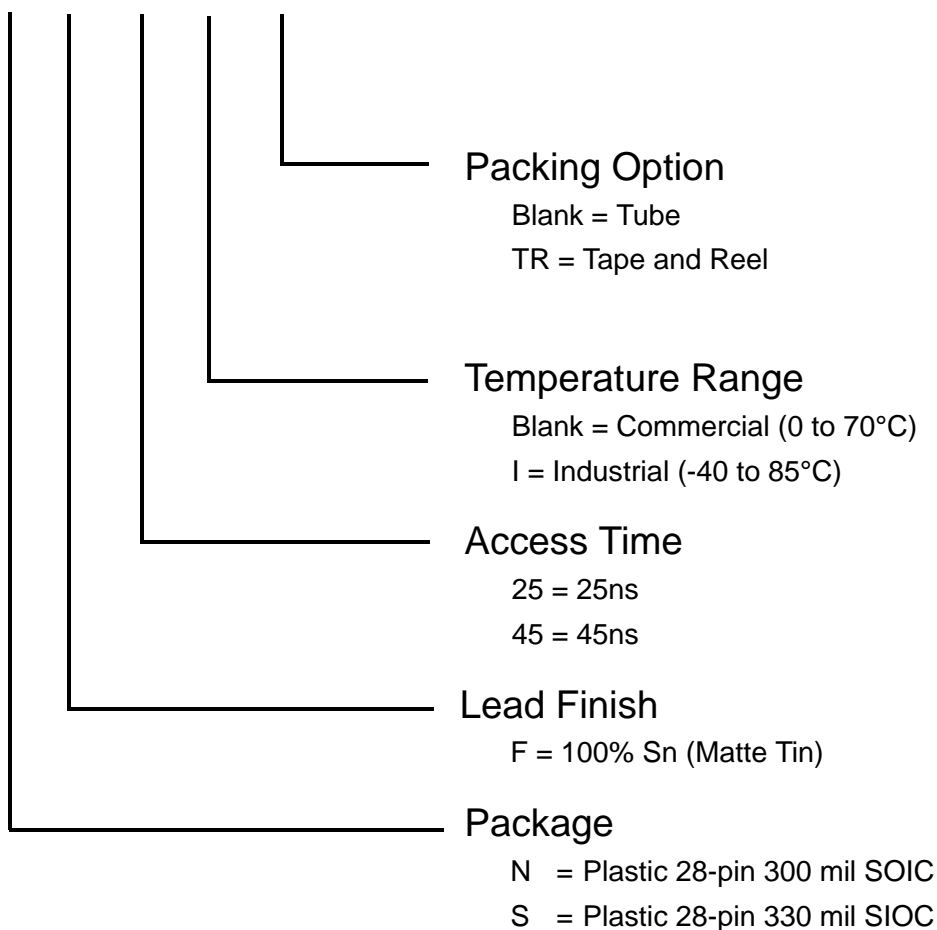 Packing Option
Blank = Tube
TR = Tape and Reel
Temperature Range
Blank = Commercial (0 to 70°C)
I = Industrial (-40 to 85°C)
Access Time
25 = 25ns
45 = 45ns
Lead Finish
F = 100% Sn (Matte Tin)
Package
N = Plastic 28-pin 300 mil SOIC
S = Plastic 28-pin 330 mil SIOC